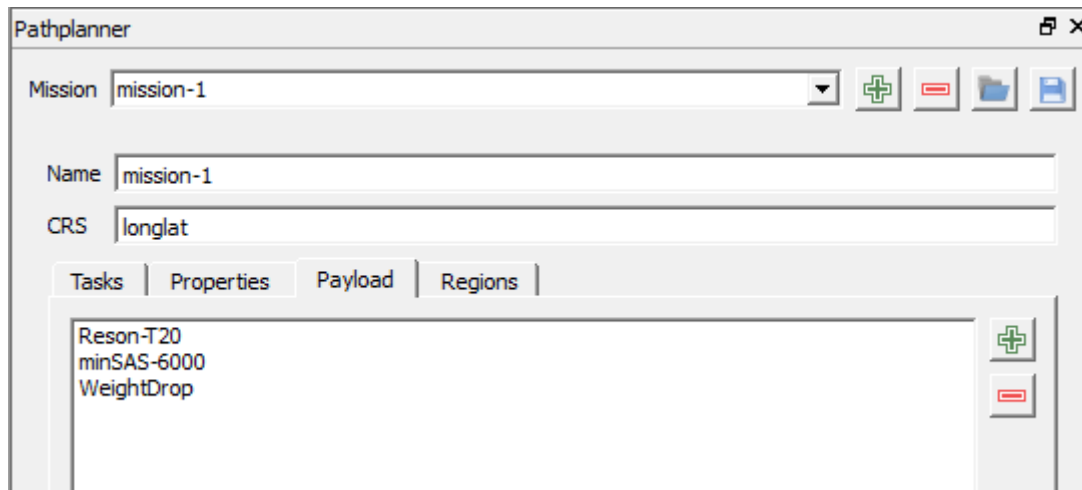 Pathplanner
Mission mission-1
Name mission-1
CRS longlat
Tasks Properties Payload Regions
Reson-T20
minSAS-6000
WeightDrop